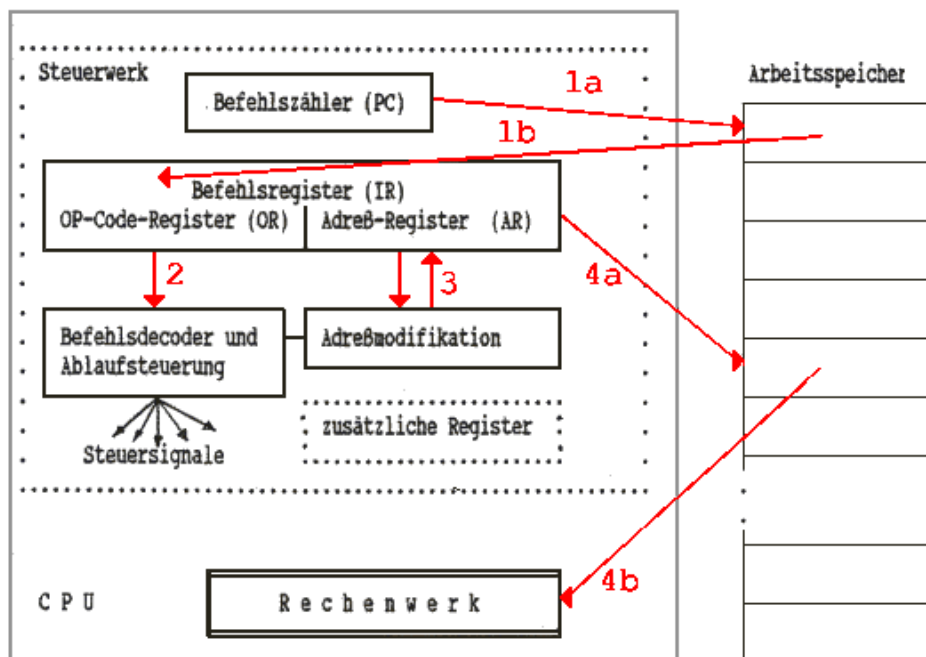 Steuerwerk
Arbeitsspeicher
1a
Befehlszähler (PC)
1b
Befehlsregister (IR)
OP-Code-Register (OR)
Adreß-Register (AR)
2
3
4a
Befehlsdecoder und
Ablaufsteuerung
Adreßmodifikation
zusätzliche Register
Steuersignale
4b
CPU
Rechenwerk